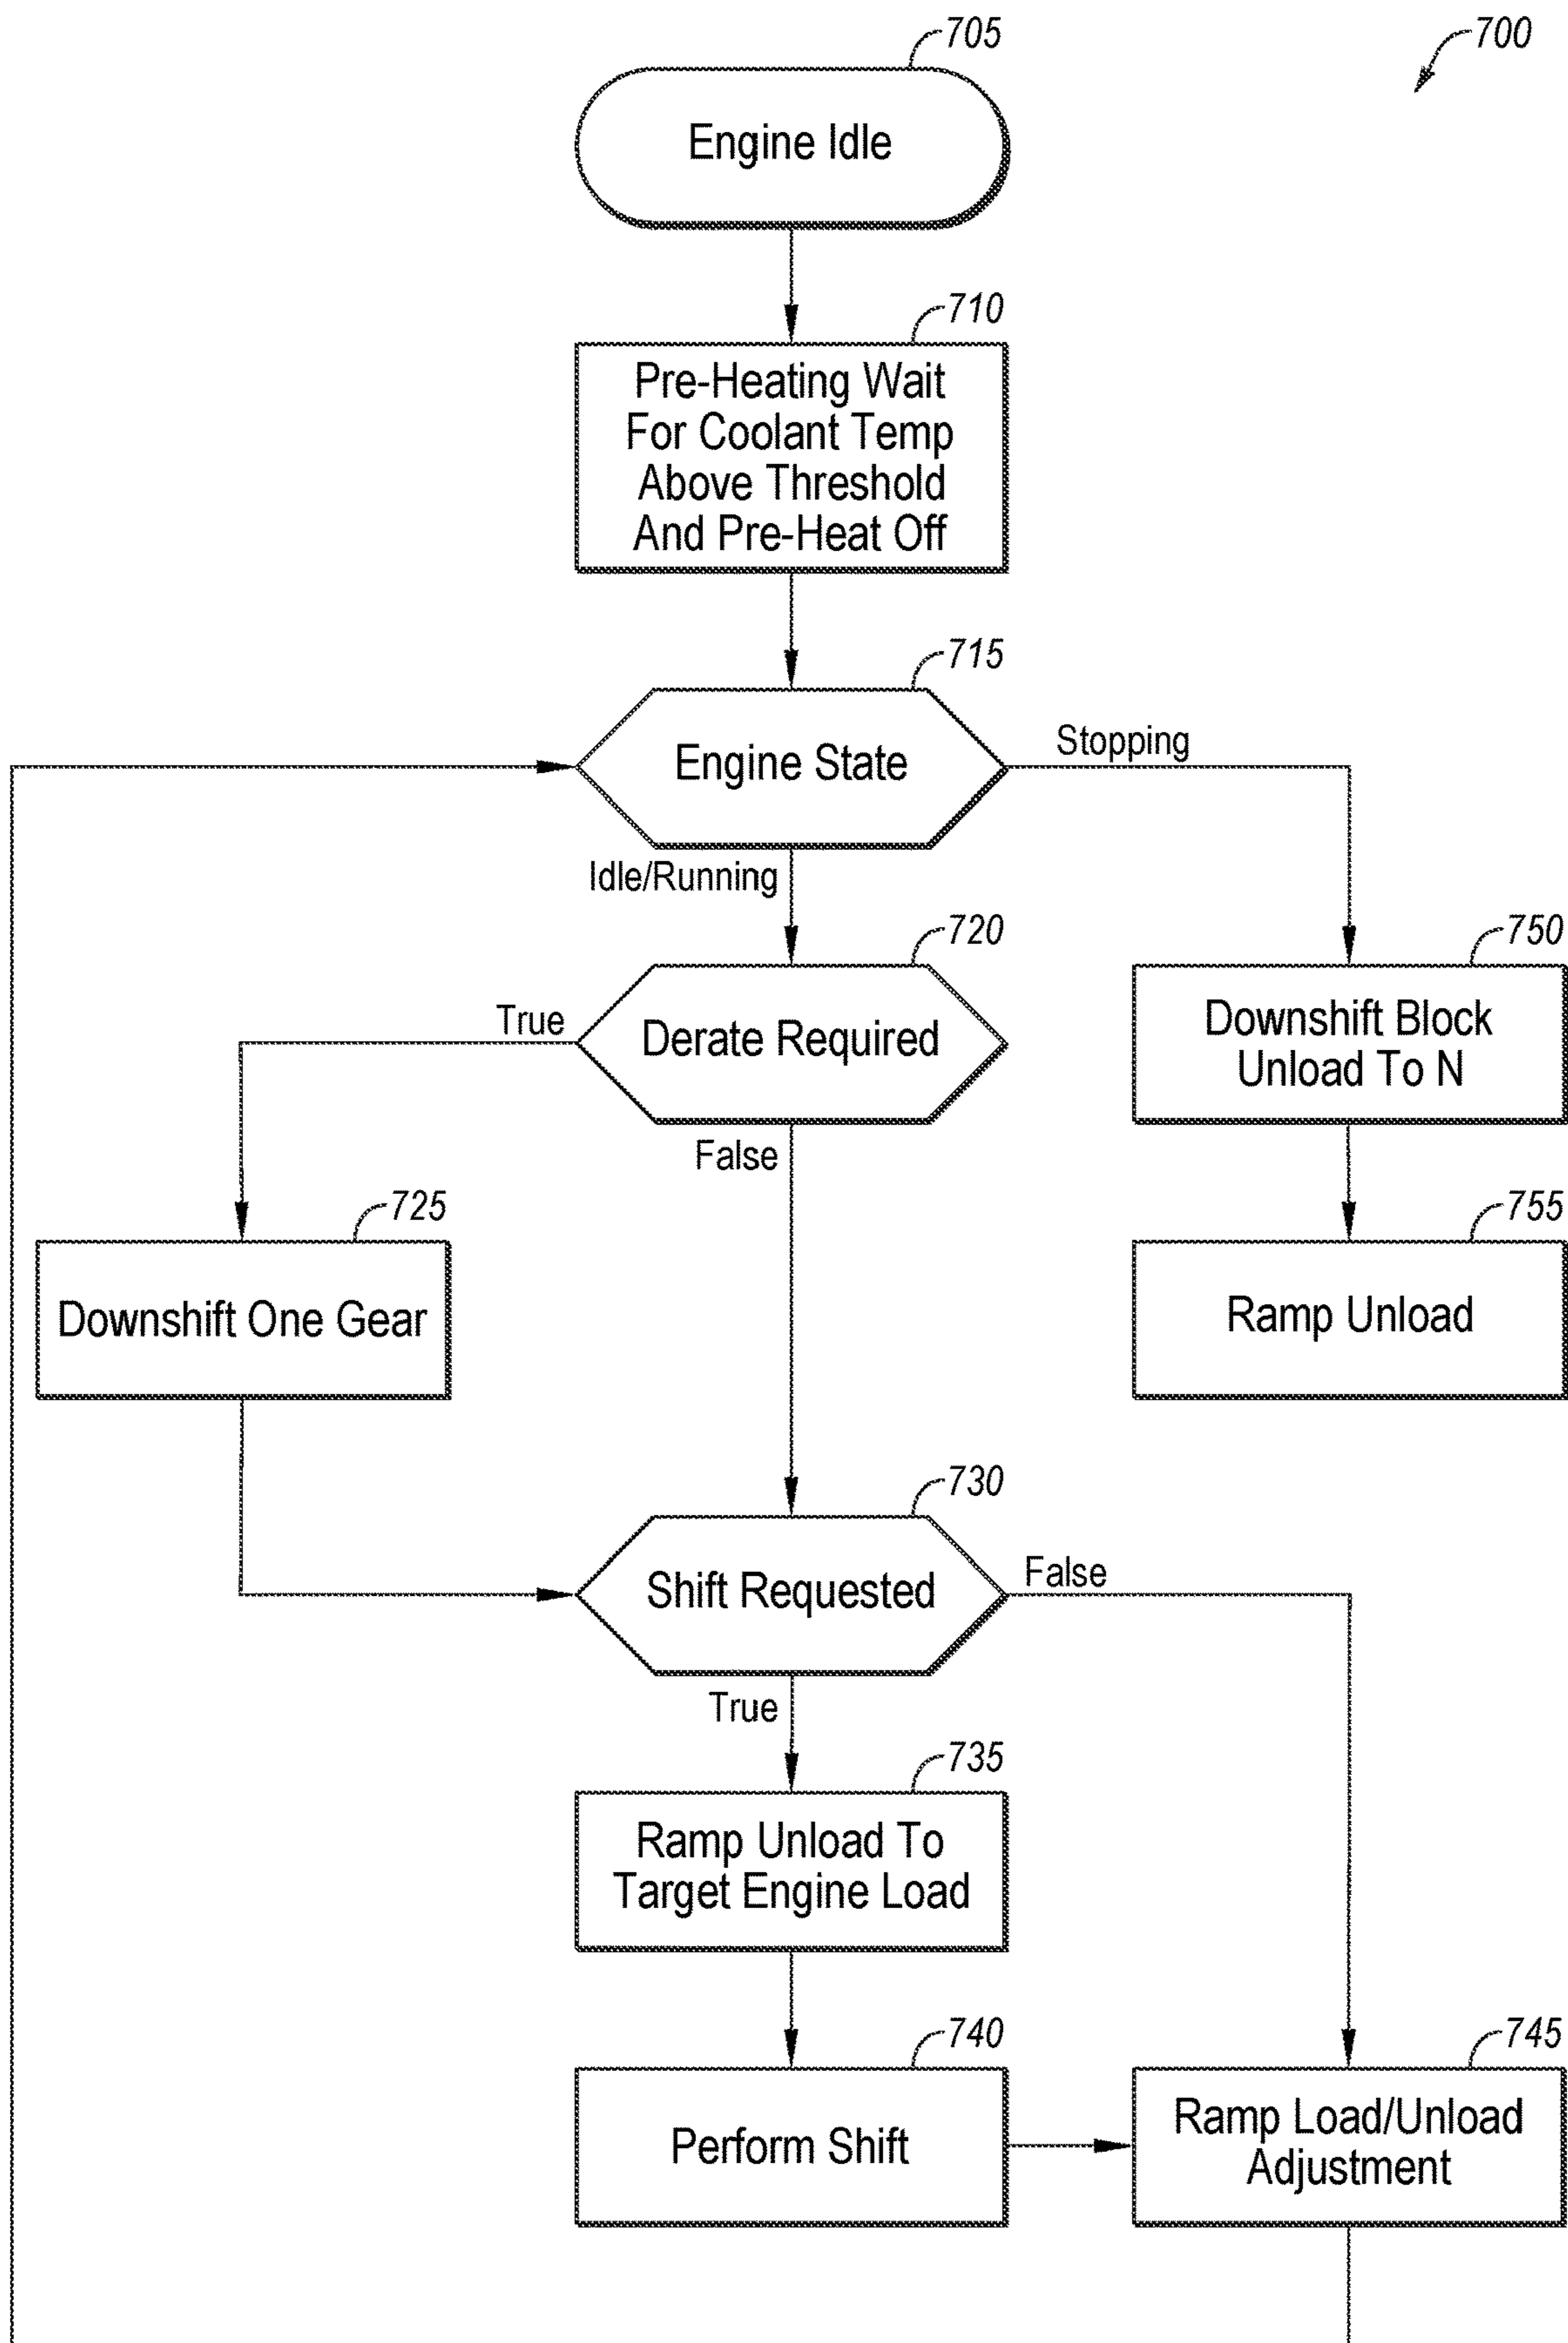 705
700
Engine Idle
710
Pre-Heating Wait
For Coolant Temp
Above Threshold
And Pre-Heat Off
715
Engine State
Stopping
Idle/Running
720
750
True
Derate Required
Downshift Block
Unload To N
False
725
755
Downshift One Gear
Ramp Unload
730
Shift Requested
False
True
735
Ramp Unload To
Target Engine Load
740
745
Perform Shift
Ramp Load/Unload
Adjustment